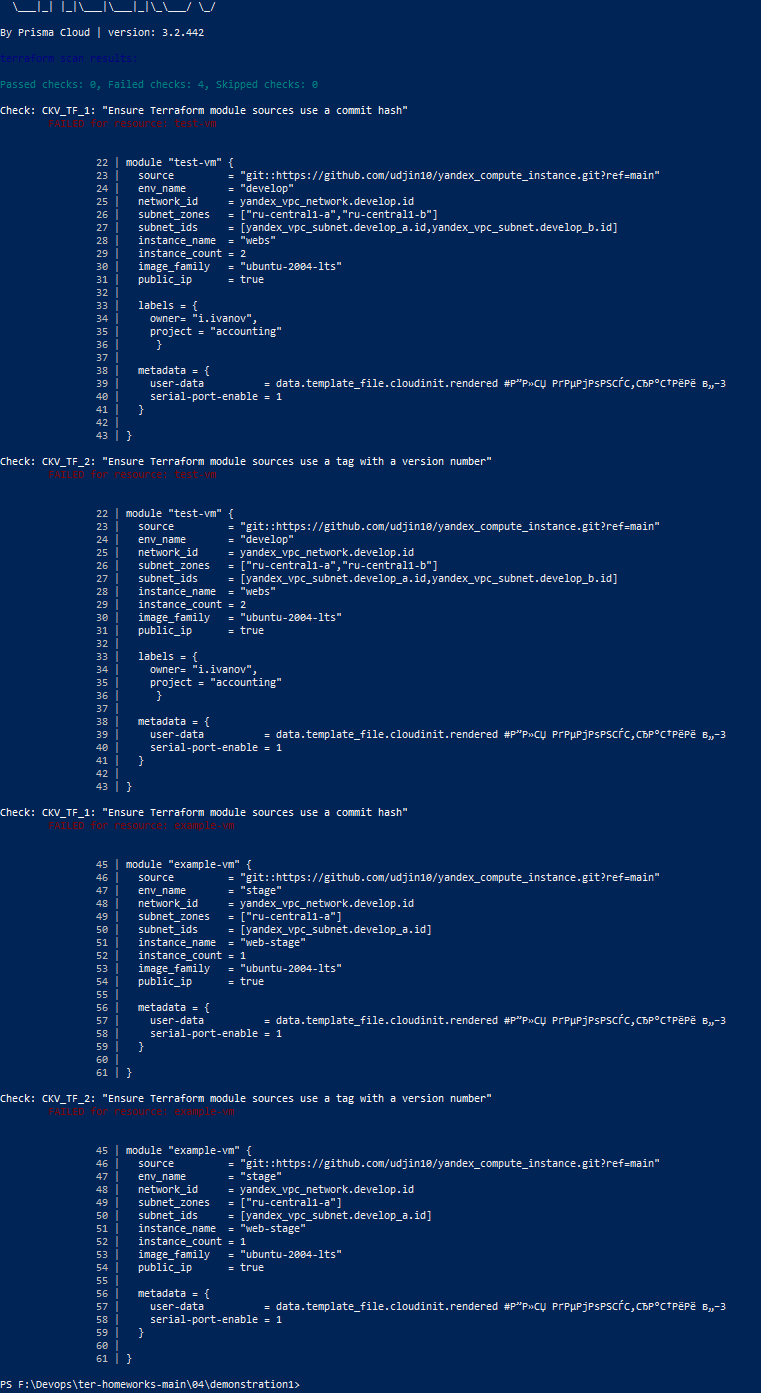 By Prisma Cloud | version: 3.2.442
terraform scan results:
Passed checks: 0, Failed checks: 4, Skipped checks: 0
Check: CKV_TF_1: "Ensure Terraform module sources use a commit hash"
FAILED for resource: test-vm
22 | module "test-vm" {
23 |   source         = "git::https://github.com/udjin10/yandex_compute_instance.git?ref=main"
24 |   env_name       = "develop"
25 |   network_id     = yandex_vpc_network.develop.id
26 |   subnet_zones   = ["ru-central1-a","ru-central1-b"]
27 |   subnet_ids     = [yandex_vpc_subnet.develop_a.id,yandex_vpc_subnet.develop_b.id]
28 |   instance_name  = "webs"
29 |   instance_count = 2
30 |   image_family   = "ubuntu-2004-lts"
31 |   public_ip      = true
32 |
33 |   labels = {
34 |     owner= "i.ivanov",
35 |     project = "accounting"
36 |      }
37 |
38 |   metadata = {
39 |     user-data          = data.template_file.cloudinit.rendered #Р”Р»СЏ РґРµРјРѕРЅСЃС‚СЂР°С†РёРё в„–3
40 |     serial-port-enable = 1
41 |   }
42 |
43 | }
Check: CKV_TF_2: "Ensure Terraform module sources use a tag with a version number"
FAILED for resource: test-vm
22 | module "test-vm" {
23 |   source         = "git::https://github.com/udjin10/yandex_compute_instance.git?ref=main"
24 |   env_name       = "develop"
25 |   network_id     = yandex_vpc_network.develop.id
26 |   subnet_zones   = ["ru-central1-a","ru-central1-b"]
27 |   subnet_ids     = [yandex_vpc_subnet.develop_a.id,yandex_vpc_subnet.develop_b.id]
28 |   instance_name  = "webs"
29 |   instance_count = 2
30 |   image_family   = "ubuntu-2004-lts"
31 |   public_ip      = true
32 |
33 |   labels = {
34 |     owner= "i.ivanov",
35 |     project = "accounting"
36 |      }
37 |
38 |   metadata = {
39 |     user-data          = data.template_file.cloudinit.rendered #Р”Р»СЏ РґРµРјРѕРЅСЃС‚СЂР°С†РёРё в„–3
40 |     serial-port-enable = 1
41 |   }
42 |
43 | }
Check: CKV_TF_1: "Ensure Terraform module sources use a commit hash"
FAILED for resource: example-vm
45 | module "example-vm" {
46 |   source         = "git::https://github.com/udjin10/yandex_compute_instance.git?ref=main"
47 |   env_name       = "stage"
48 |   network_id     = yandex_vpc_network.develop.id
49 |   subnet_zones   = ["ru-central1-a"]
50 |   subnet_ids     = [yandex_vpc_subnet.develop_a.id]
51 |   instance_name  = "web-stage"
52 |   instance_count = 1
53 |   image_family   = "ubuntu-2004-lts"
54 |   public_ip      = true
55 |
56 |   metadata = {
57 |     user-data          = data.template_file.cloudinit.rendered #Р”Р»СЏ РґРµРјРѕРЅСЃС‚СЂР°С†РёРё в„–3
58 |     serial-port-enable = 1
59 |   }
60 |
61 | }
Check: CKV_TF_2: "Ensure Terraform module sources use a tag with a version number"
FAILED for resource: example-vm
45 | module "example-vm" {
46 |   source         = "git::https://github.com/udjin10/yandex_compute_instance.git?ref=main"
47 |   env_name       = "stage"
48 |   network_id     = yandex_vpc_network.develop.id
49 |   subnet_zones   = ["ru-central1-a"]
50 |   subnet_ids     = [yandex_vpc_subnet.develop_a.id]
51 |   instance_name  = "web-stage"
52 |   instance_count = 1
53 |   image_family   = "ubuntu-2004-lts"
54 |   public_ip      = true
55 |
56 |   metadata = {
57 |     user-data          = data.template_file.cloudinit.rendered #Р”Р»СЏ РґРµРјРѕРЅСЃС‚СЂР°С†РёРё в„–3
58 |     serial-port-enable = 1
59 |   }
60 |
61 | }
PS F:\Devops\ter-homeworks-main\04\demonstration1>